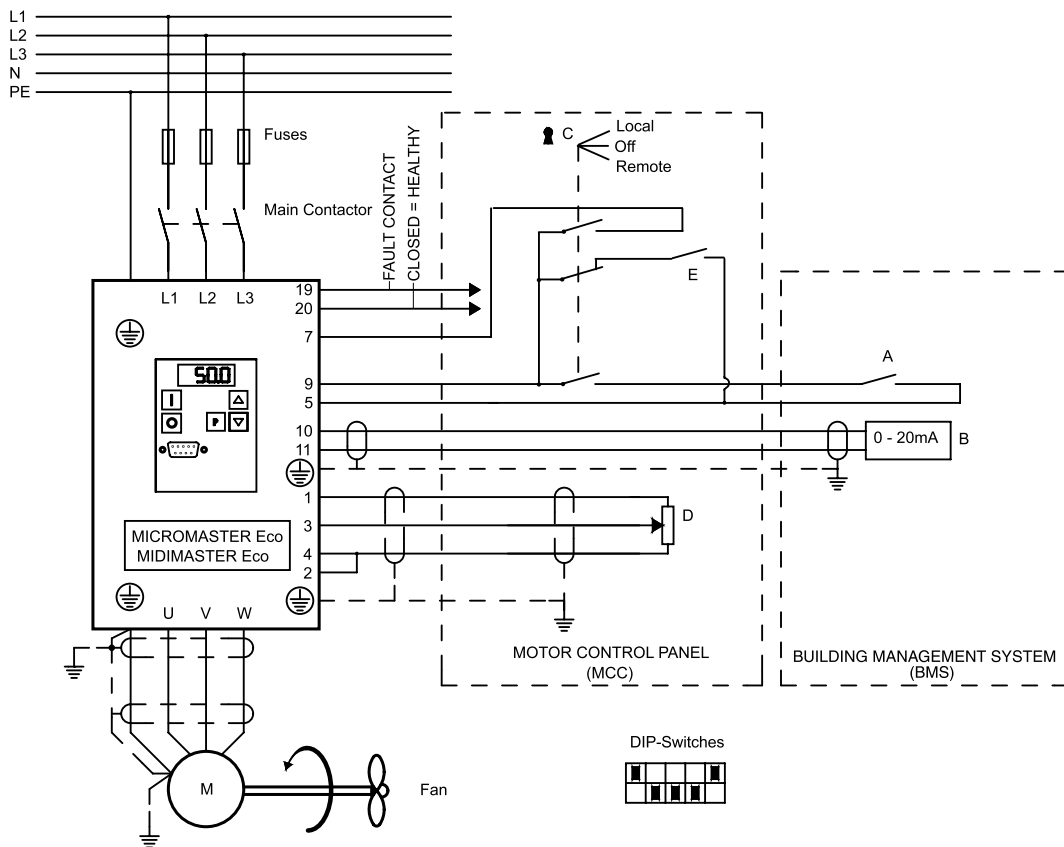 L1
L2
L3
N
PE
Fuses
Main Contactor
FAULT CONTACT
CLOSED = HEALTHY
C
Local
Off
Remote
E
A
L1 L2 L3
19
20
7
9
5
10
11
1
3
4
2
50.0
I
O
P
0 - 20mA
B
D
MICROMASTER Eco
MIDIMASTER Eco
U V W
MOTOR CONTROL PANEL
(MCC)
BUILDING MANAGEMENT SYSTEM
(BMS)
DIP-Switches
M
Fan